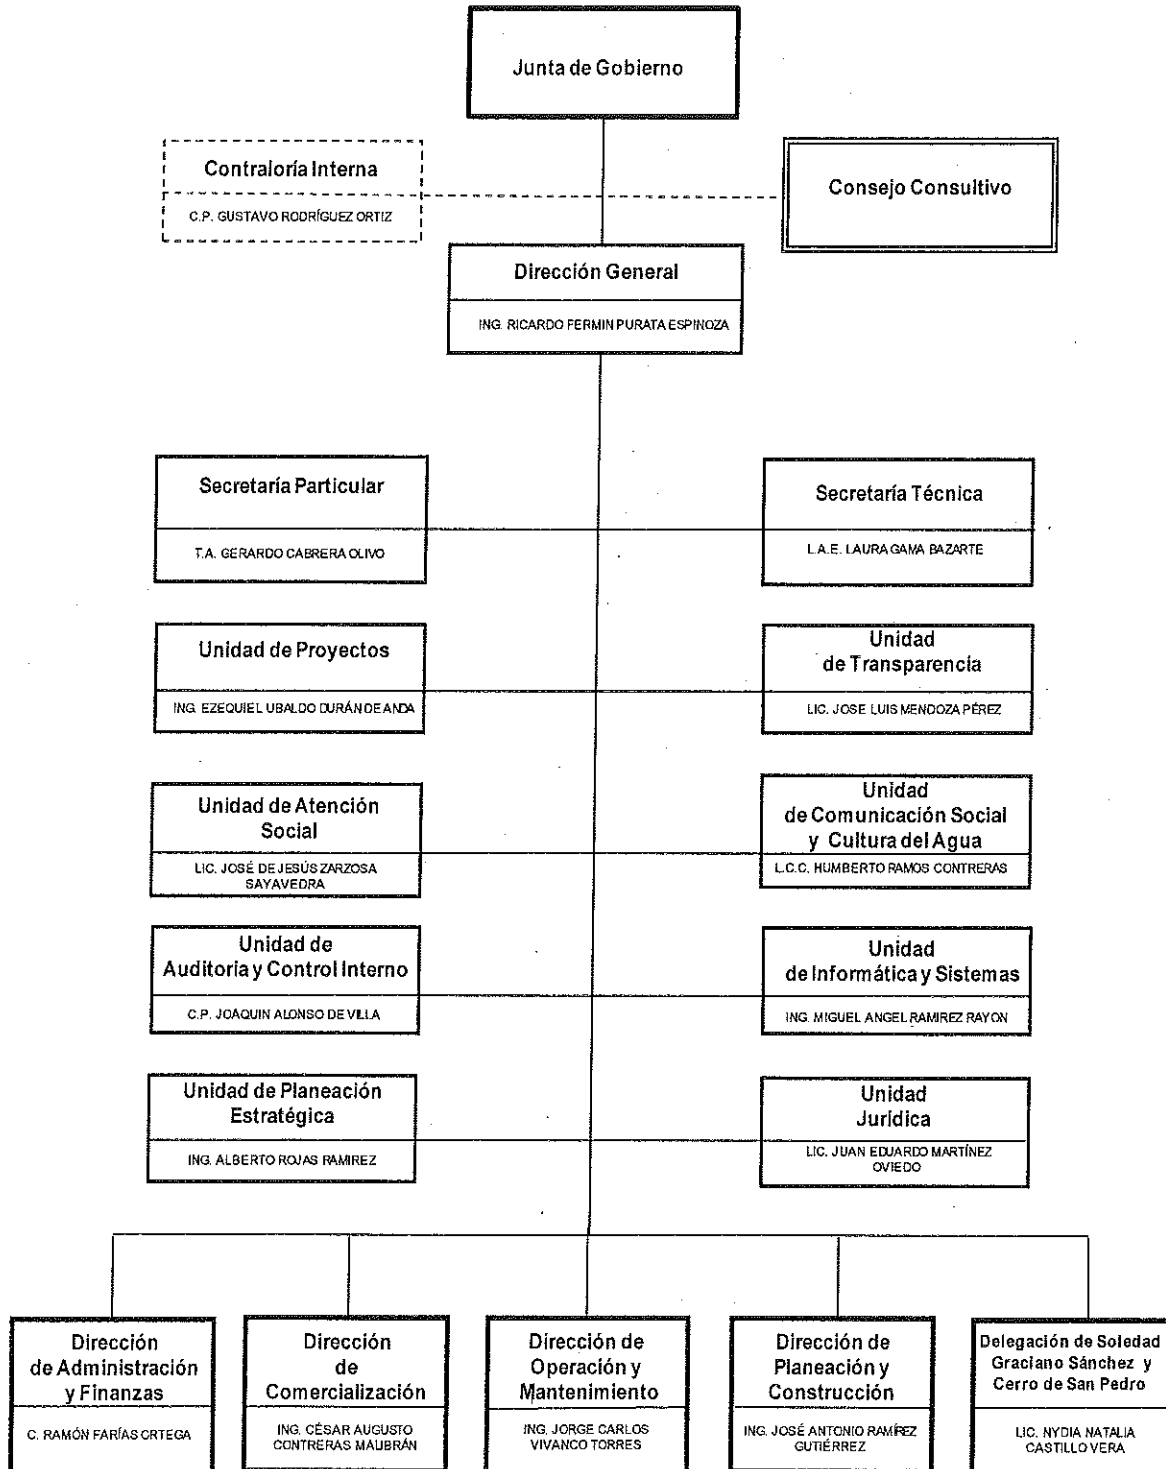 Junta de Gobierno
Contraloría Interna
C.P. GUSTAVO RODRÍGUEZ ORTIZ
Consejo Consultivo
Dirección General
ING. RICARDO FERMIN PURATA ESPINOZA
Secretaría Particular
T.A. GERARDO CABRERA OLIVO
Secretaría Técnica
L.A.E. LAURA GAMA BAZARTE
Unidad de Proyectos
ING. EZEQUIEL UBALDO DURÁN DE ANDA
Unidad
de Transparencia
LIC. JOSE LUIS MENDOZA PÉREZ
Unidad de Atención
Social
LIC. JOSÉ DE JESÚS ZARZOSA
SAYAVEDRA
Unidad
de Comunicación Social
y Cultura del Agua
L.C.C. HUMBERTO RAMOS CONTRERAS
Unidad de
Auditoria y Control Interno
C.P. JOAQUIN ALONSO DE VILLA
Unidad
de Informática y Sistemas
ING. MIGUEL ANGEL RAMIREZ RAYON
Unidad de Planeación
Estratégica
ING. ALBERTO ROJAS RAMIREZ
Unidad
Jurídica
LIC. JUAN EDUARDO MARTÍNEZ
OVIEDO
Dirección
de Administración
y Finanzas
C. RAMÓN FARÍAS ORTEGA
Dirección
de
Comercialización
ING. CÉSAR AUGUSTO
CONTRERAS MAUBRÁN
Dirección de
Operación y
Mantenimiento
ING. JORGE CARLOS
VIVANCO TORRES
Dirección de
Planeación y
Construcción
ING. JOSÉ ANTONIO RAMÍREZ
GUTIÉRREZ
Delegación de Soledad
Graciano Sánchez y
Cerro de San Pedro
LIC. NYDIA NATALIA
CASTILLO VERA